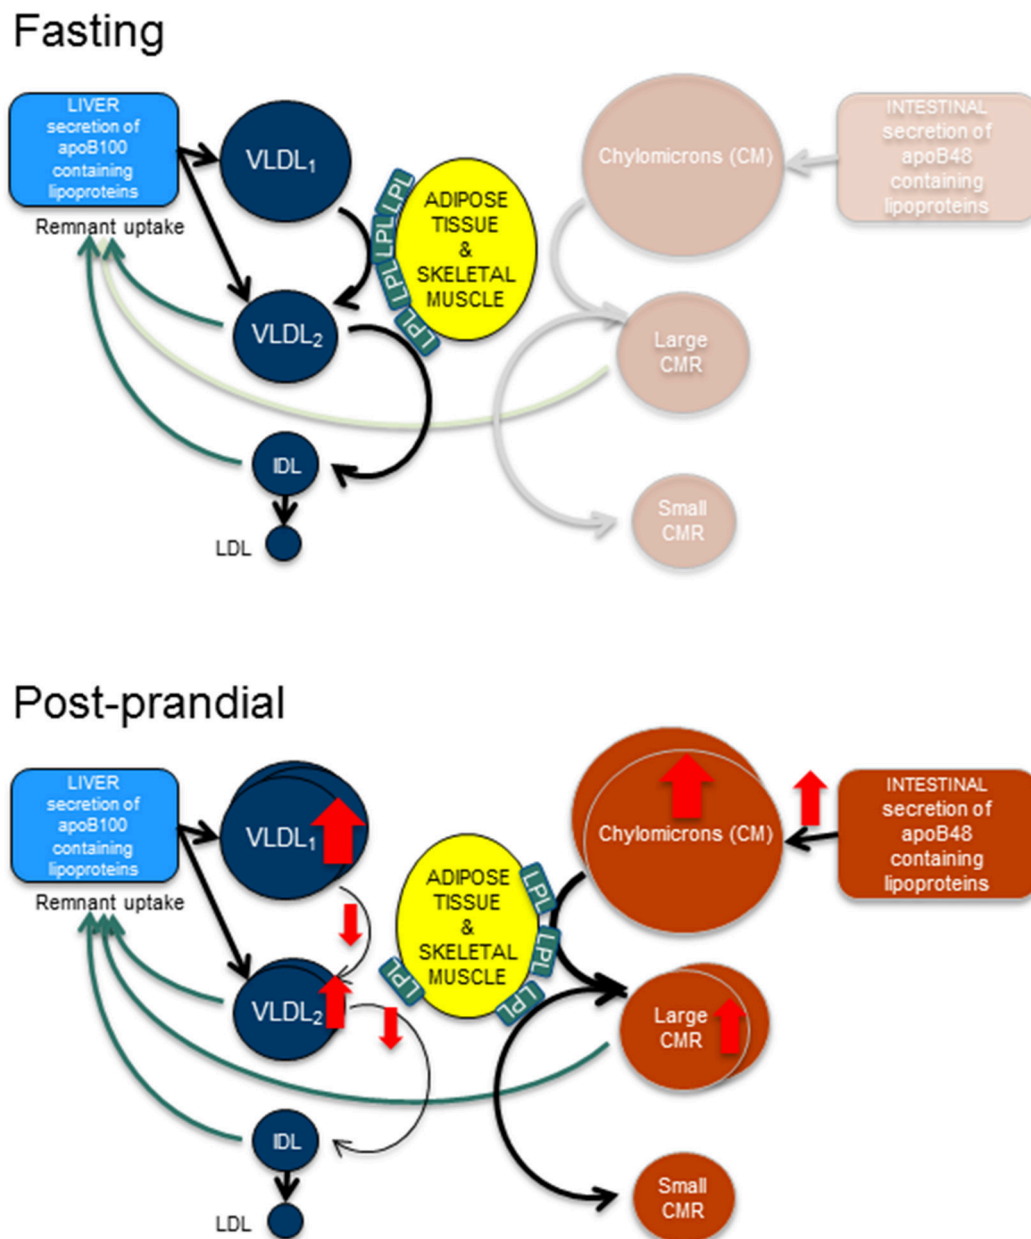 Fasting
LIVER
secretion of
apoB100
containing
lipoproteins
Remnant uptake
VLDL₁
LPL
LPL
LPL
LPL
ADIPOSE
TISSUE
&
SKELETAL
MUSCLE
Chylomicrons (CM)
INTESTINAL
secretion of
apoB48
containing
lipoproteins
VLDL₂
Large
CMR
IDL
LDL
Small
CMR
Post-prandial
LIVER
secretion of
apoB100
containing
lipoproteins
Remnant uptake
VLDL₁
ADIPOSE
TISSUE
&
SKELETAL
MUSCLE
LPL
LPL
LPL
LPL
Chylomicrons (CM)
INTESTINAL
secretion of
apoB48
containing
lipoproteins
VLDL₂
Large
CMR
IDL
LDL
Small
CMR